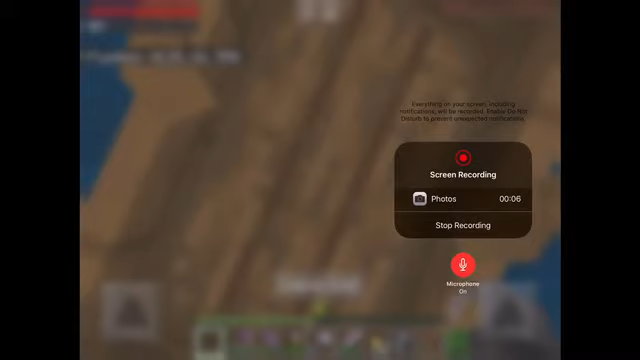 Everything on your screen, including
notifications, will be recorded. Enable Do Not
Disturb to prevent unexpected notifications.
Screen Recording
Photos 00:06
Stop Recording
Microphone
On